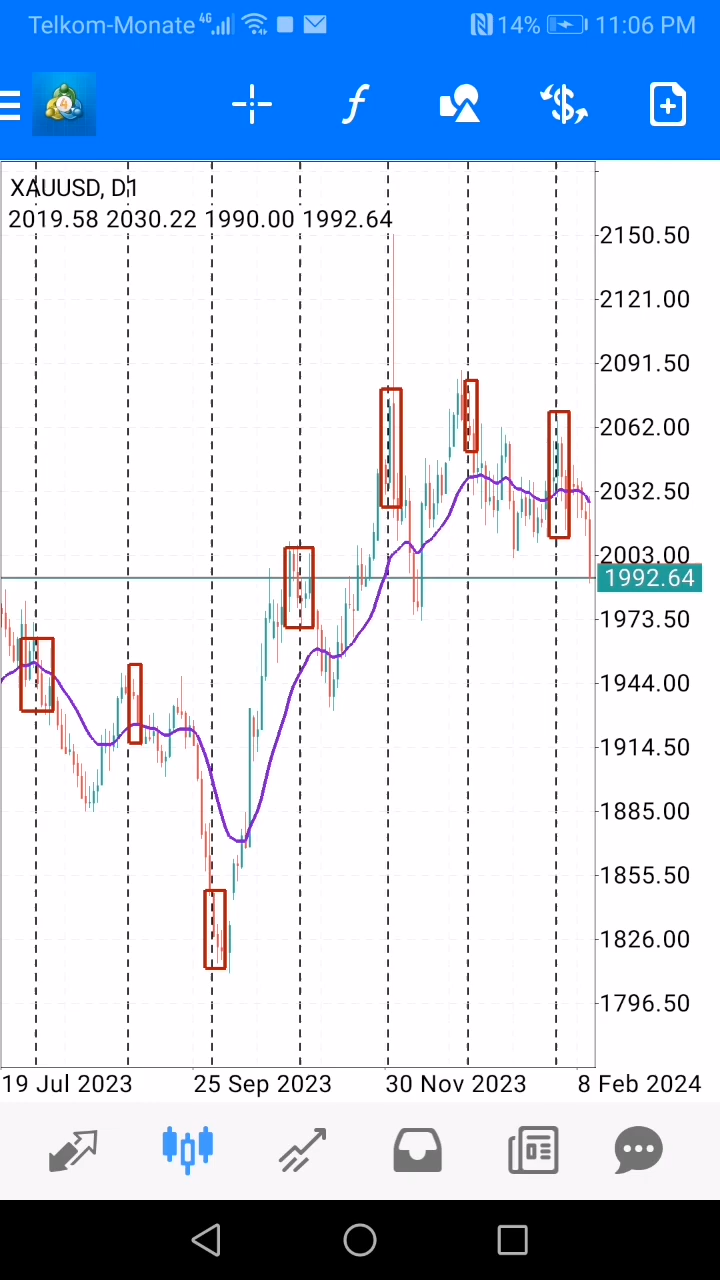 Telkom-Monate 4G 14% 11:06 PM
4 f $
XAUUSD, D1
2019.58 2030.22 1990.00 1992.64
2150.50
2121.00
2091.50
2062.00
2032.50
2003.00
1992.64
1973.50
1944.00
1914.50
1885.00
1855.50
1826.00
1796.50
19 Jul 2023 25 Sep 2023 30 Nov 2023 8 Feb 2024